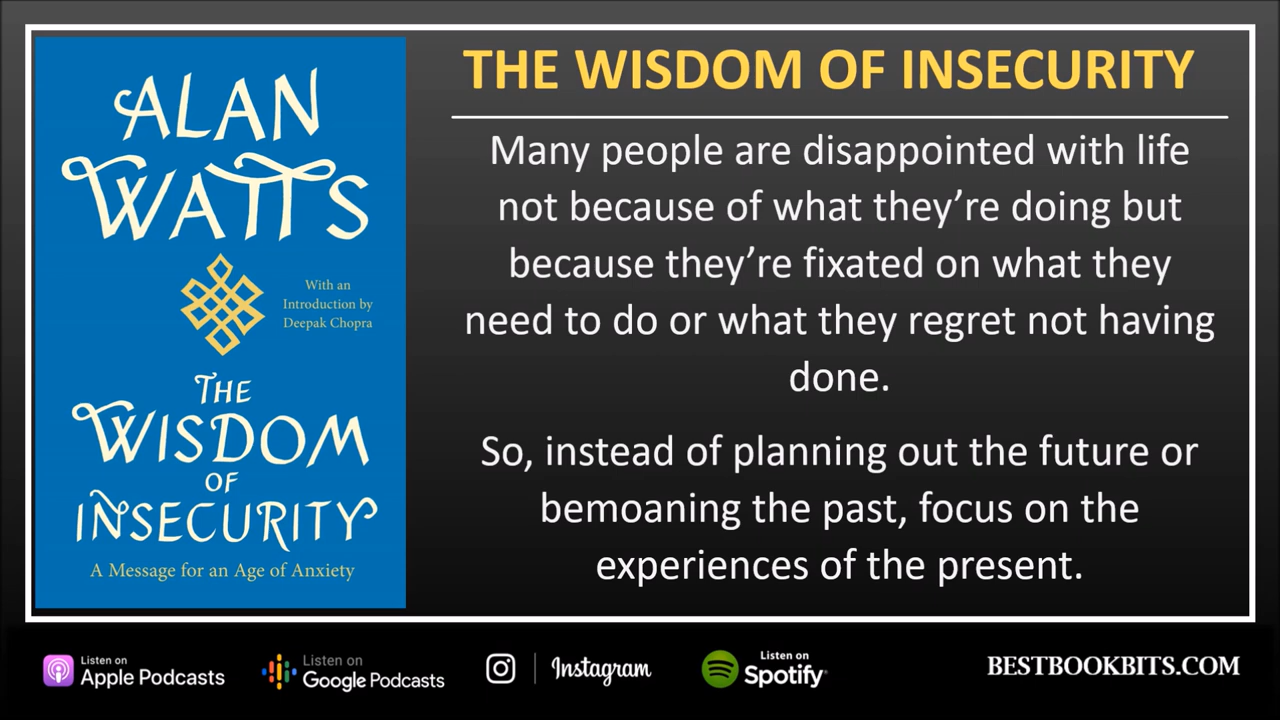 ALAN
WATTS
With an
Introduction by
Deepak Chopra
THE
WISDOM
OF
INSECURITY
A Message for an Age of Anxiety
THE WISDOM OF INSECURITY
Many people are disappointed with life
not because of what they’re doing but
because they’re fixated on what they
need to do or what they regret not having
done.
So, instead of planning out the future or
bemoaning the past, focus on the
experiences of the present.
Listen on
Apple Podcasts
Listen on
Google Podcasts
Instagram
Listen on
Spotify
BESTBOOKBITS.COM